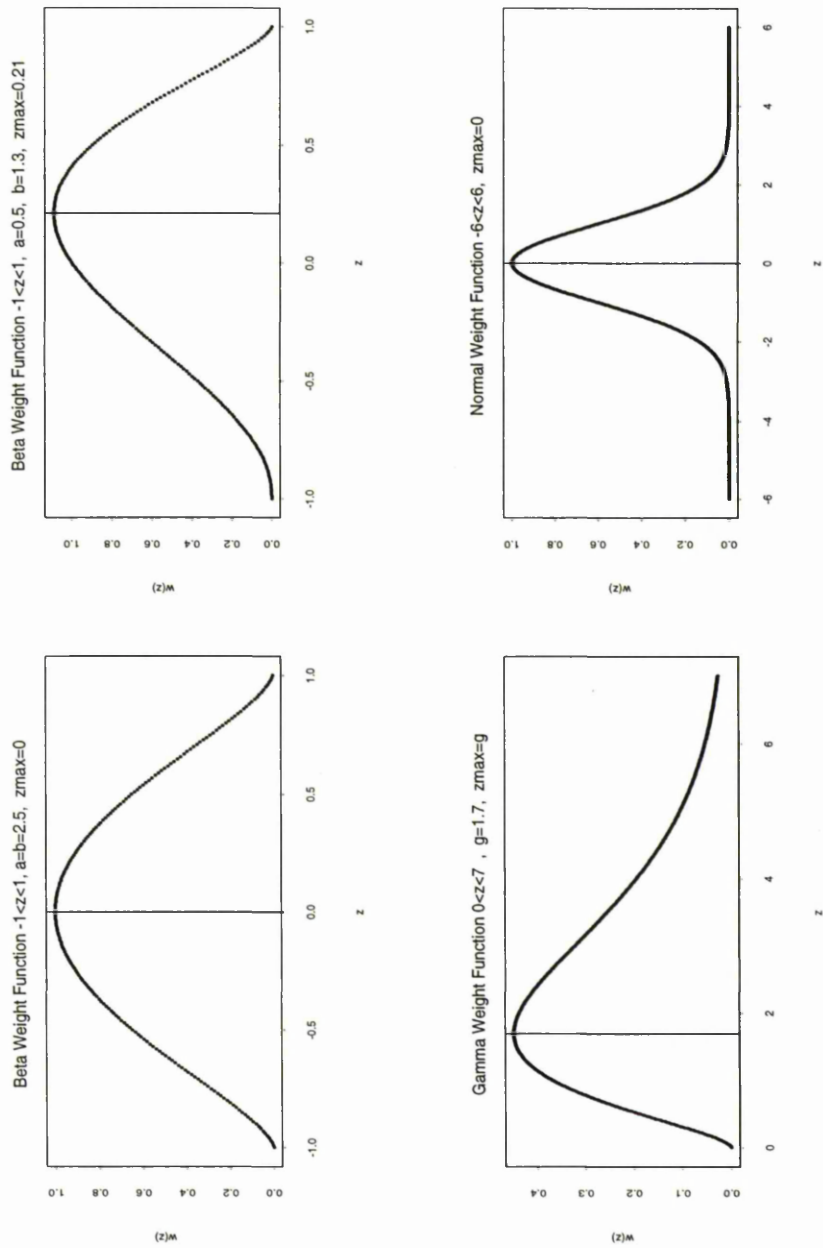 Beta Weight Function -1<z<1, a=b=2.5, zmax=0
w(z)
1.0
0.8
0.6
0.4
0.2
0.0
-1.0 -0.5 0.0 0.5 1.0
z
Beta Weight Function -1<z<1, a=0.5, b=1.3, zmax=0.21
w(z)
1.0
0.8
0.6
0.4
0.2
0.0
-1.0 -0.5 0.0 0.5 1.0
z
Gamma Weight Function 0<z<7 , g=1.7, zmax=g
w(z)
0.4
0.3
0.2
0.1
0.0
0 2 4 6
z
Normal Weight Function -6<z<6, zmax=0
w(z)
1.0
0.8
0.6
0.4
0.2
0.0
-6 -4 -2 0 2 4 6
z